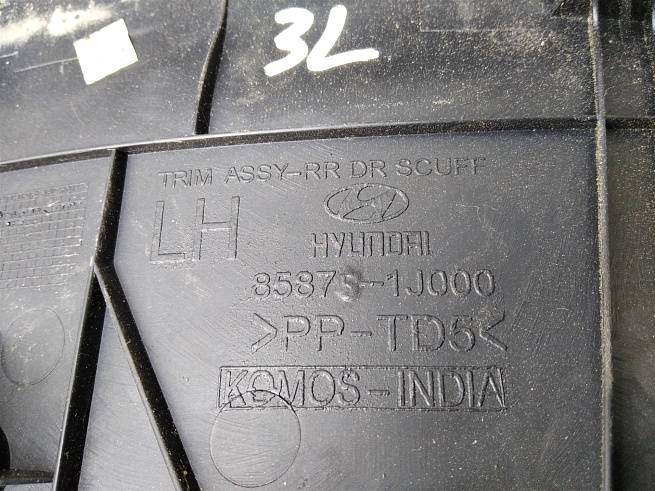 3L
TRIM ASSY-RR DR SCUFF
LH
HYUNDAI
85875-1J000
>PP-TD5<
KOMOS-INDIA